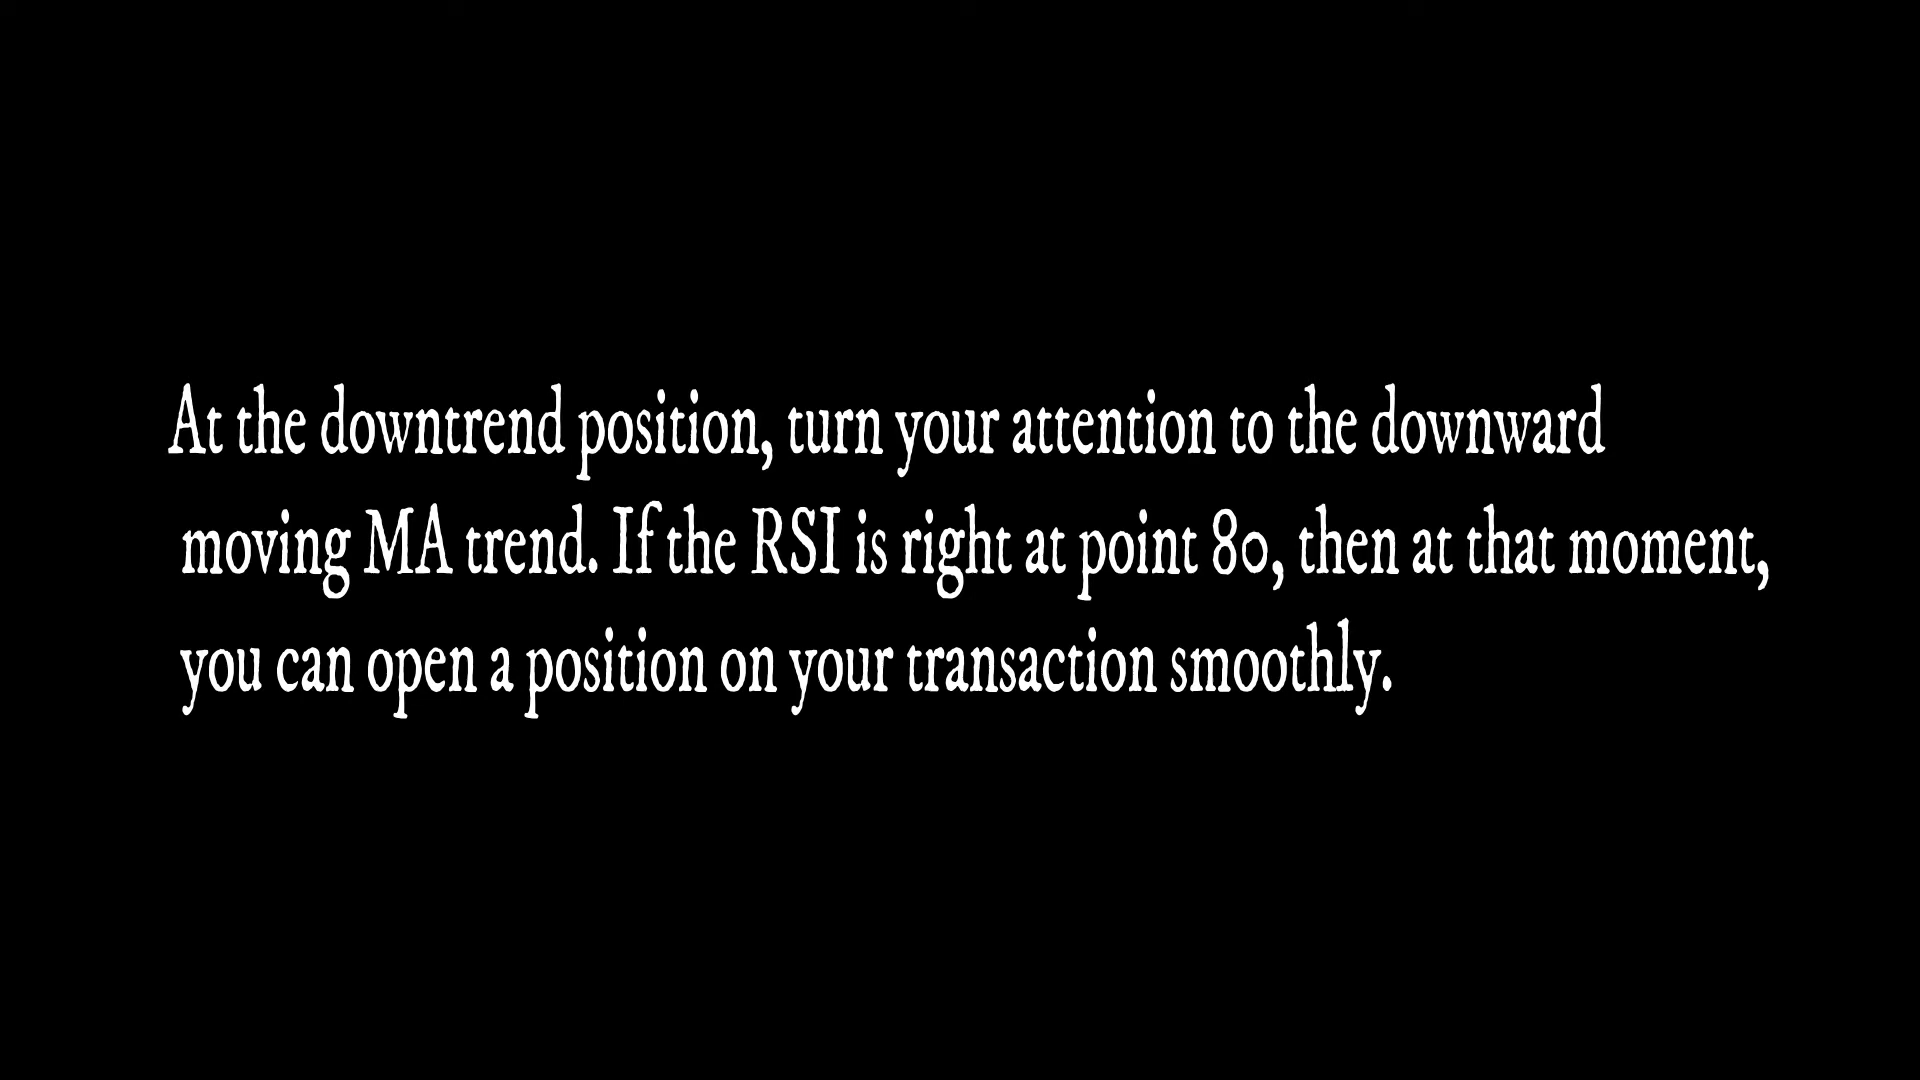 At the downtrend position, turn your attention to the downward
moving MA trend. If the RSI is right at point 80, then at that moment,
you can open a position on your transaction smoothly.